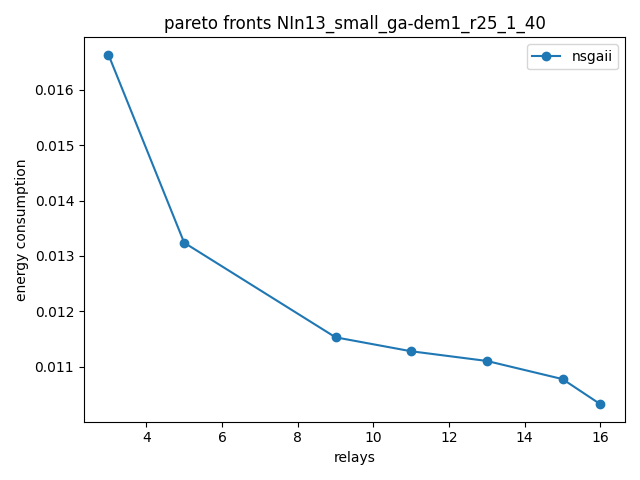 pareto fronts NIn13_small_ga-dem1_r25_1_40
nsgaii
0.016
0.015
0.014
0.013
0.012
0.011
energy consumption
4 6 8 10 12 14 16
relays